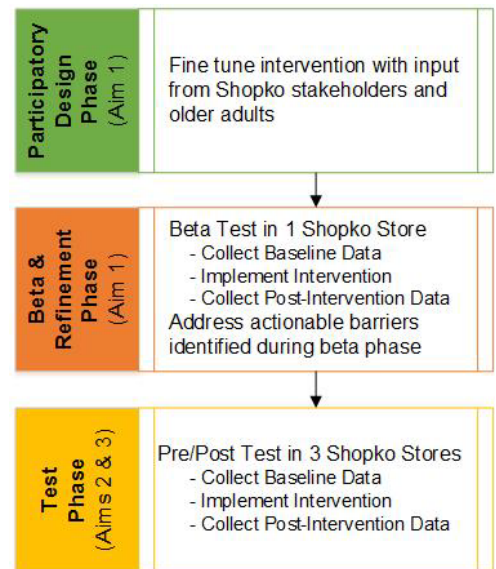 Participatory
Design
Phase
(Aim 1)
Fine tune intervention with input
from Shopko stakeholders and
older adults
Beta &
Refinement
Phase
(Aim 1)
Beta Test in 1 Shopko Store
- Collect Baseline Data
- Implement Intervention
- Collect Post-Intervention Data
Address actionable barriers
identified during beta phase
Test
Phase
(Aims 2 & 3)
Pre/Post Test in 3 Shopko Stores
- Collect Baseline Data
- Implement Intervention
- Collect Post-Intervention Data